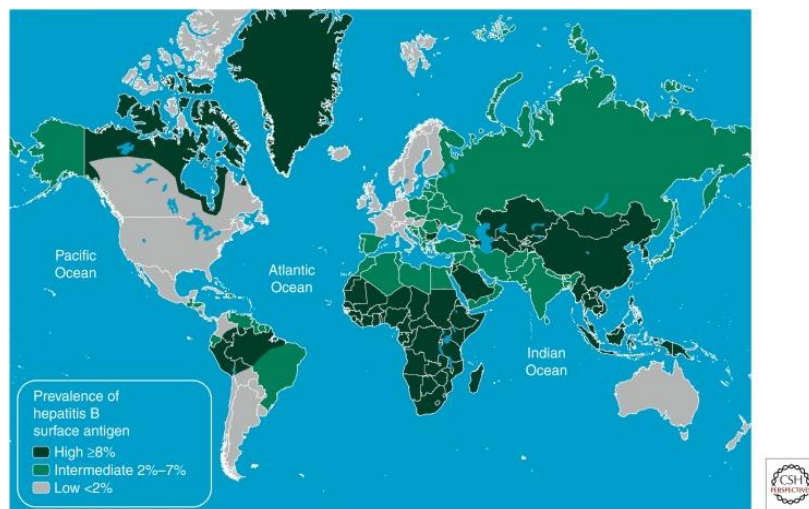 Pacific
Ocean
Atlantic
Ocean
Indian
Ocean
Prevalence of
hepatitis B
surface antigen
High ≥8%
Intermediate 2%–7%
Low <2%
CSH
PERSPECTIVES